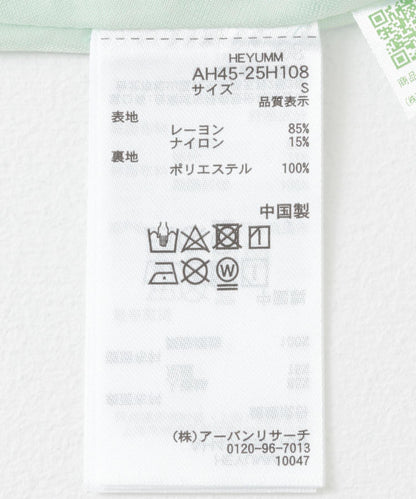 HEYUMM
AH45-25H108
サイズ S
品質表示
表地
レーヨン 85%
ナイロン 15%
裏地
ポリエステル 100%
中国製
W
(株)アーバンリサーチ
0120-96-7013
10047